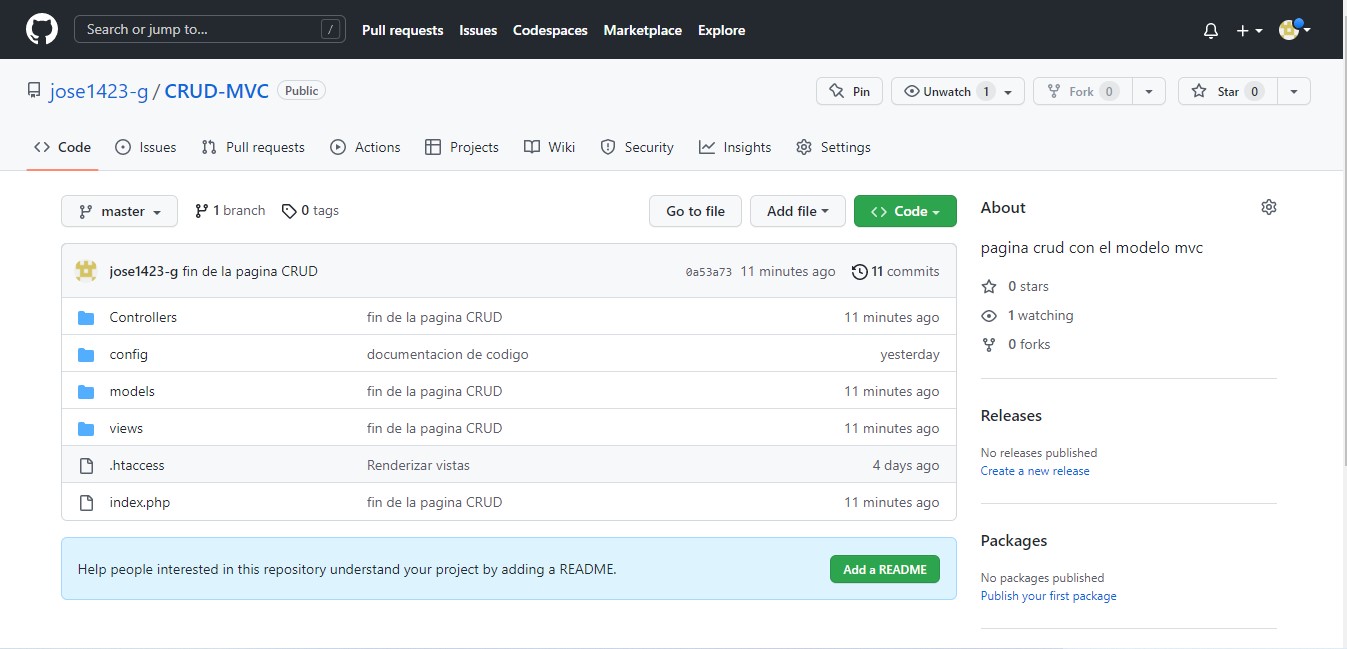 Search or jump to... /
Pull requests Issues Codespaces Marketplace Explore
jose1423-g / CRUD-MVC Public
Pin Unwatch 1 Fork 0 Star 0
Code Issues Pull requests Actions Projects Wiki Security Insights Settings
master 1 branch 0 tags Go to file Add file Code
jose1423-g fin de la pagina CRUD 0a53a73 11 minutes ago 11 commits
Controllers fin de la pagina CRUD 11 minutes ago
config documentacion de codigo yesterday
models fin de la pagina CRUD 11 minutes ago
views fin de la pagina CRUD 11 minutes ago
.htaccess Renderizar vistas 4 days ago
index.php fin de la pagina CRUD 11 minutes ago
Help people interested in this repository understand your project by adding a README. Add a README
About
pagina crud con el modelo mvc
0 stars
1 watching
0 forks
Releases
No releases published
Create a new release
Packages
No packages published
Publish your first package